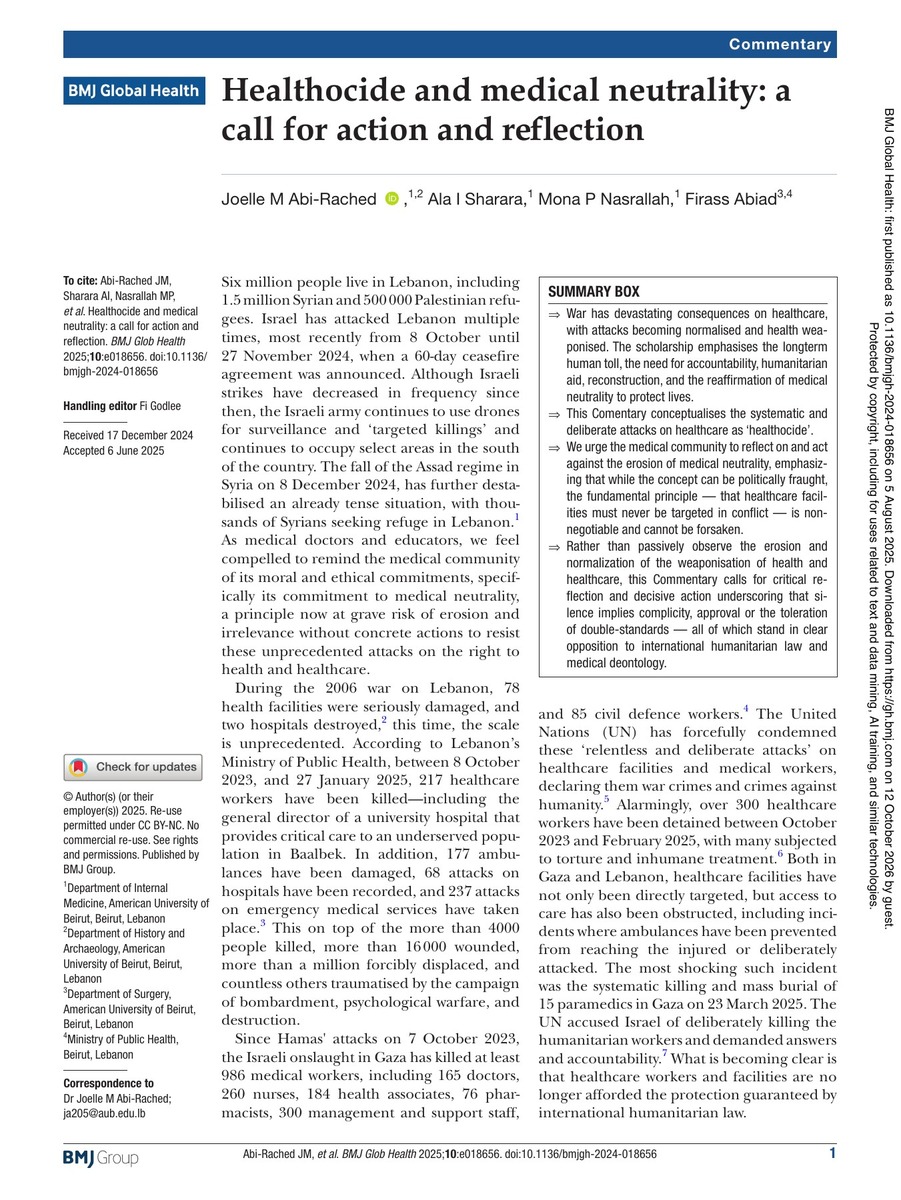 Commentary
BMJ Global Health
Healthocide and medical neutrality: a
call for action and reflection
Joelle M Abi-Rached iD ,1,2 Ala I Sharara,1 Mona P Nasrallah,1 Firass Abiad3,4
To cite: Abi-Rached JM,
Sharara AI, Nasrallah MP,
et al. Healthocide and medical
neutrality: a call for action and
reflection. BMJ Glob Health
2025;10:e018656. doi:10.1136/
bmjgh-2024-018656
Handling editor Fi Godlee
Received 17 December 2024
Accepted 6 June 2025
Check for updates
© Author(s) (or their
employer(s)) 2025. Re-use
permitted under CC BY-NC. No
commercial re-use. See rights
and permissions. Published by
BMJ Group.
1Department of Internal
Medicine, American University of
Beirut, Beirut, Lebanon
2Department of History and
Archaeology, American
University of Beirut, Beirut,
Lebanon
3Department of Surgery,
American University of Beirut,
Beirut, Lebanon
4Ministry of Public Health,
Beirut, Lebanon
Correspondence to
Dr Joelle M Abi-Rached;
ja205@aub.edu.lb
Six million people live in Lebanon, including
1.5 million Syrian and 500 000 Palestinian refu-
gees. Israel has attacked Lebanon multiple
times, most recently from 8 October until
27 November 2024, when a 60-day ceasefire
agreement was announced. Although Israeli
strikes have decreased in frequency since
then, the Israeli army continues to use drones
for surveillance and ‘targeted killings’ and
continues to occupy select areas in the south
of the country. The fall of the Assad regime in
Syria on 8 December 2024, has further desta-
bilised an already tense situation, with thou-
sands of Syrians seeking refuge in Lebanon.1
As medical doctors and educators, we feel
compelled to remind the medical community
of its moral and ethical commitments, specif-
ically its commitment to medical neutrality,
a principle now at grave risk of erosion and
irrelevance without concrete actions to resist
these unprecedented attacks on the right to
health and healthcare.
During the 2006 war on Lebanon, 78
health facilities were seriously damaged, and
two hospitals destroyed,2 this time, the scale
is unprecedented. According to Lebanon’s
Ministry of Public Health, between 8 October
2023, and 27 January 2025, 217 healthcare
workers have been killed—including the
general director of a university hospital that
provides critical care to an underserved popu-
lation in Baalbek. In addition, 177 ambu-
lances have been damaged, 68 attacks on
hospitals have been recorded, and 237 attacks
on emergency medical services have taken
place.3 This on top of the more than 4000
people killed, more than 16 000 wounded,
more than a million forcibly displaced, and
countless others traumatised by the campaign
of bombardment, psychological warfare, and
destruction.
Since Hamas’ attacks on 7 October 2023,
the Israeli onslaught in Gaza has killed at least
986 medical workers, including 165 doctors,
260 nurses, 184 health associates, 76 phar-
macists, 300 management and support staff,
SUMMARY BOX
⇒ War has devastating consequences on healthcare,
with attacks becoming normalised and health wea-
ponised. The scholarship emphasises the longterm
human toll, the need for accountability, humanitarian
aid, reconstruction, and the reaffirmation of medical
neutrality to protect lives.
⇒ This Comentary conceptualises the systematic and
deliberate attacks on healthcare as ‘healthocide’.
⇒ We urge the medical community to reflect on and act
against the erosion of medical neutrality, emphasiz-
ing that while the concept can be politically fraught,
the fundamental principle — that healthcare facil-
ities must never be targeted in conflict — is non-
negotiable and cannot be forsaken.
⇒ Rather than passively observe the erosion and
normalization of the weaponisation of health and
healthcare, this Commentary calls for critical re-
flection and decisive action underscoring that si-
lence implies complicity, approval or the toleration
of double-standards — all of which stand in clear
opposition to international humanitarian law and
medical deontology.
and 85 civil defence workers.4 The United
Nations (UN) has forcefully condemned
these ‘relentless and deliberate attacks’ on
healthcare facilities and medical workers,
declaring them war crimes and crimes against
humanity.5 Alarmingly, over 300 healthcare
workers have been detained between October
2023 and February 2025, with many subjected
to torture and inhumane treatment.6 Both in
Gaza and Lebanon, healthcare facilities have
not only been directly targeted, but access to
care has also been obstructed, including inci-
dents where ambulances have been prevented
from reaching the injured or deliberately
attacked. The most shocking such incident
was the systematic killing and mass burial of
15 paramedics in Gaza on 23 March 2025. The
UN accused Israel of deliberately killing the
humanitarian workers and demanded answers
and accountability.7 What is becoming clear is
that healthcare workers and facilities are no
longer afforded the protection guaranteed by
international humanitarian law.
BMJ Group
Abi-Rached JM, et al. BMJ Glob Health 2025;10:e018656. doi:10.1136/bmjgh-2024-018656
1
BMJ Global Health: first published as 10.1136/bmjgh-2024-018656 on 5 August 2025. Downloaded from https://gh.bmj.com on 12 October 2026 by guest.
Protected by copyright, including for uses related to text and data mining, AI training, and similar technologies.